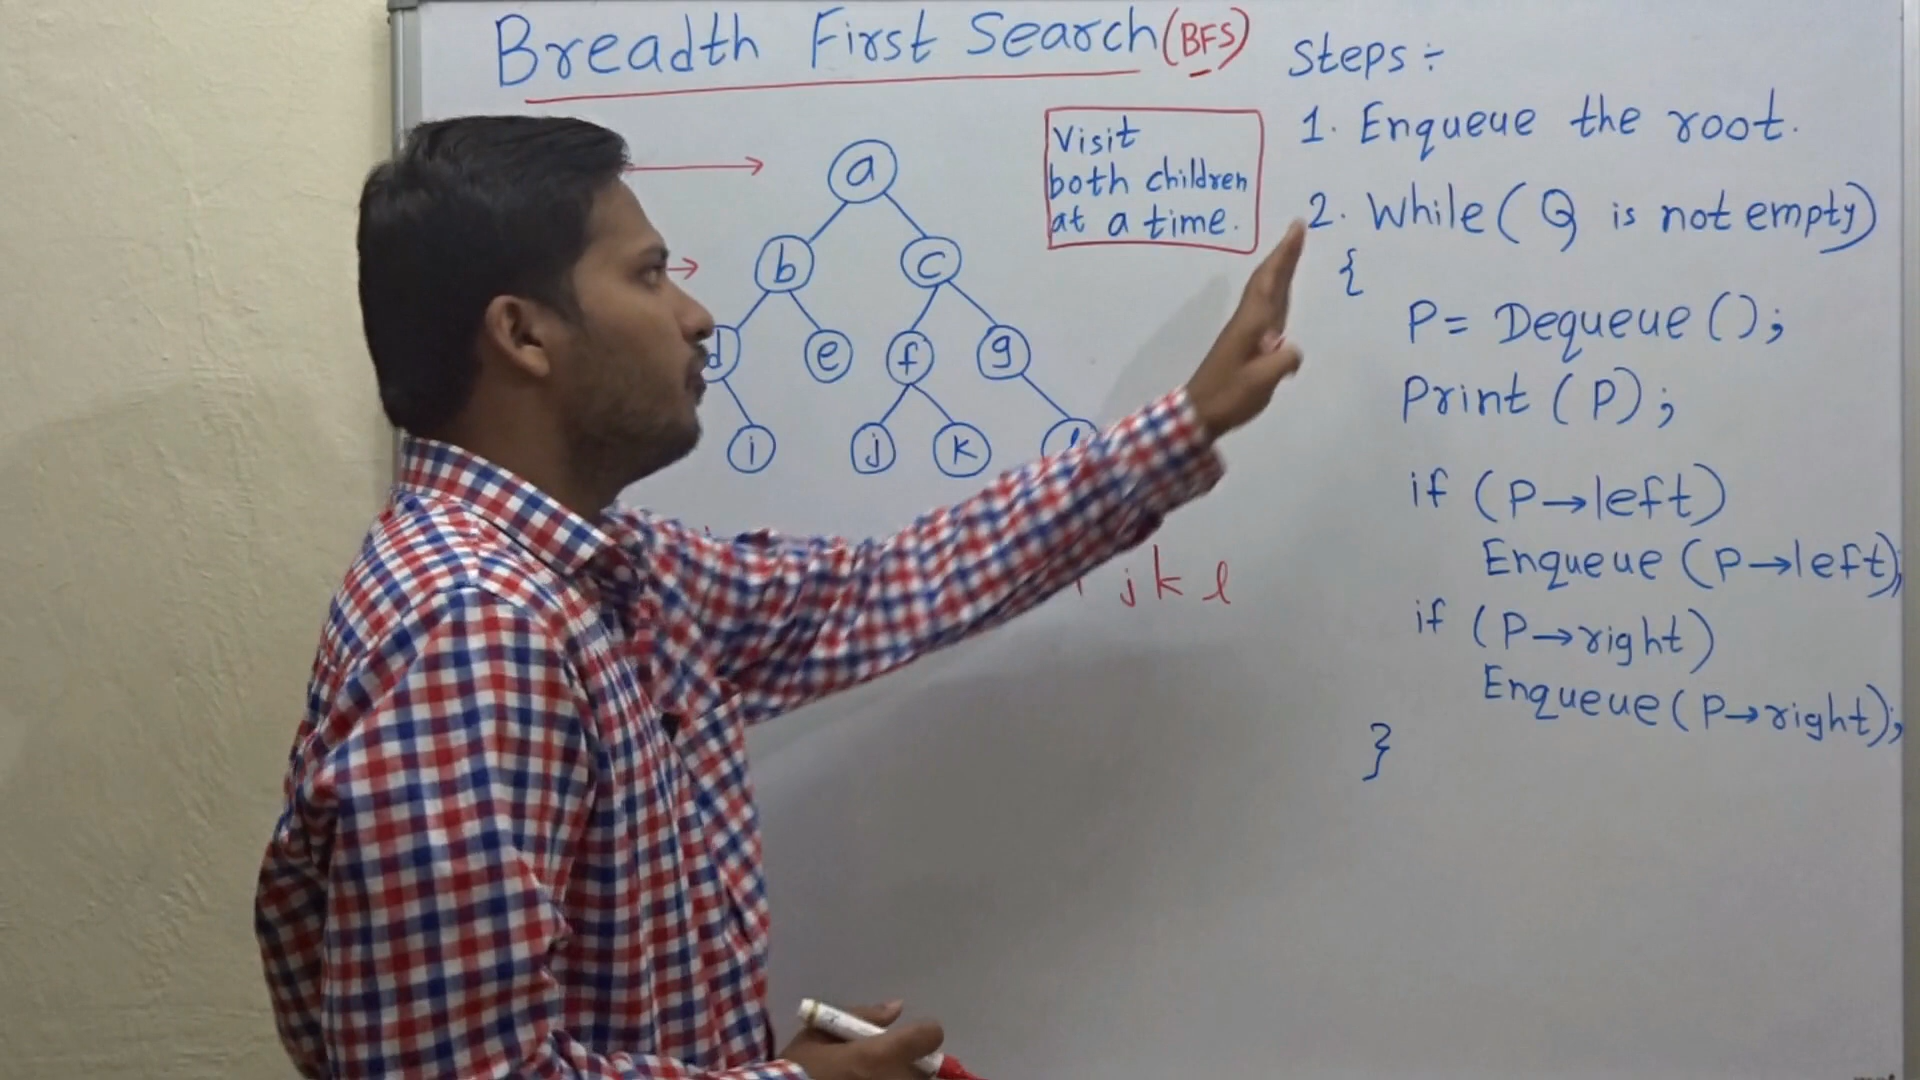 Breadth First Search (BFS)
Visit
both children
at a time.
a
b c
d e f g
i j k
j k l
Steps ÷
1. Enqueue the root.
2. While ( Q is not empty)
{
P = Dequeue ();
Print (P);
if (P→left)
Enqueue (P→left);
if (P→right)
Enqueue (P→right);
}